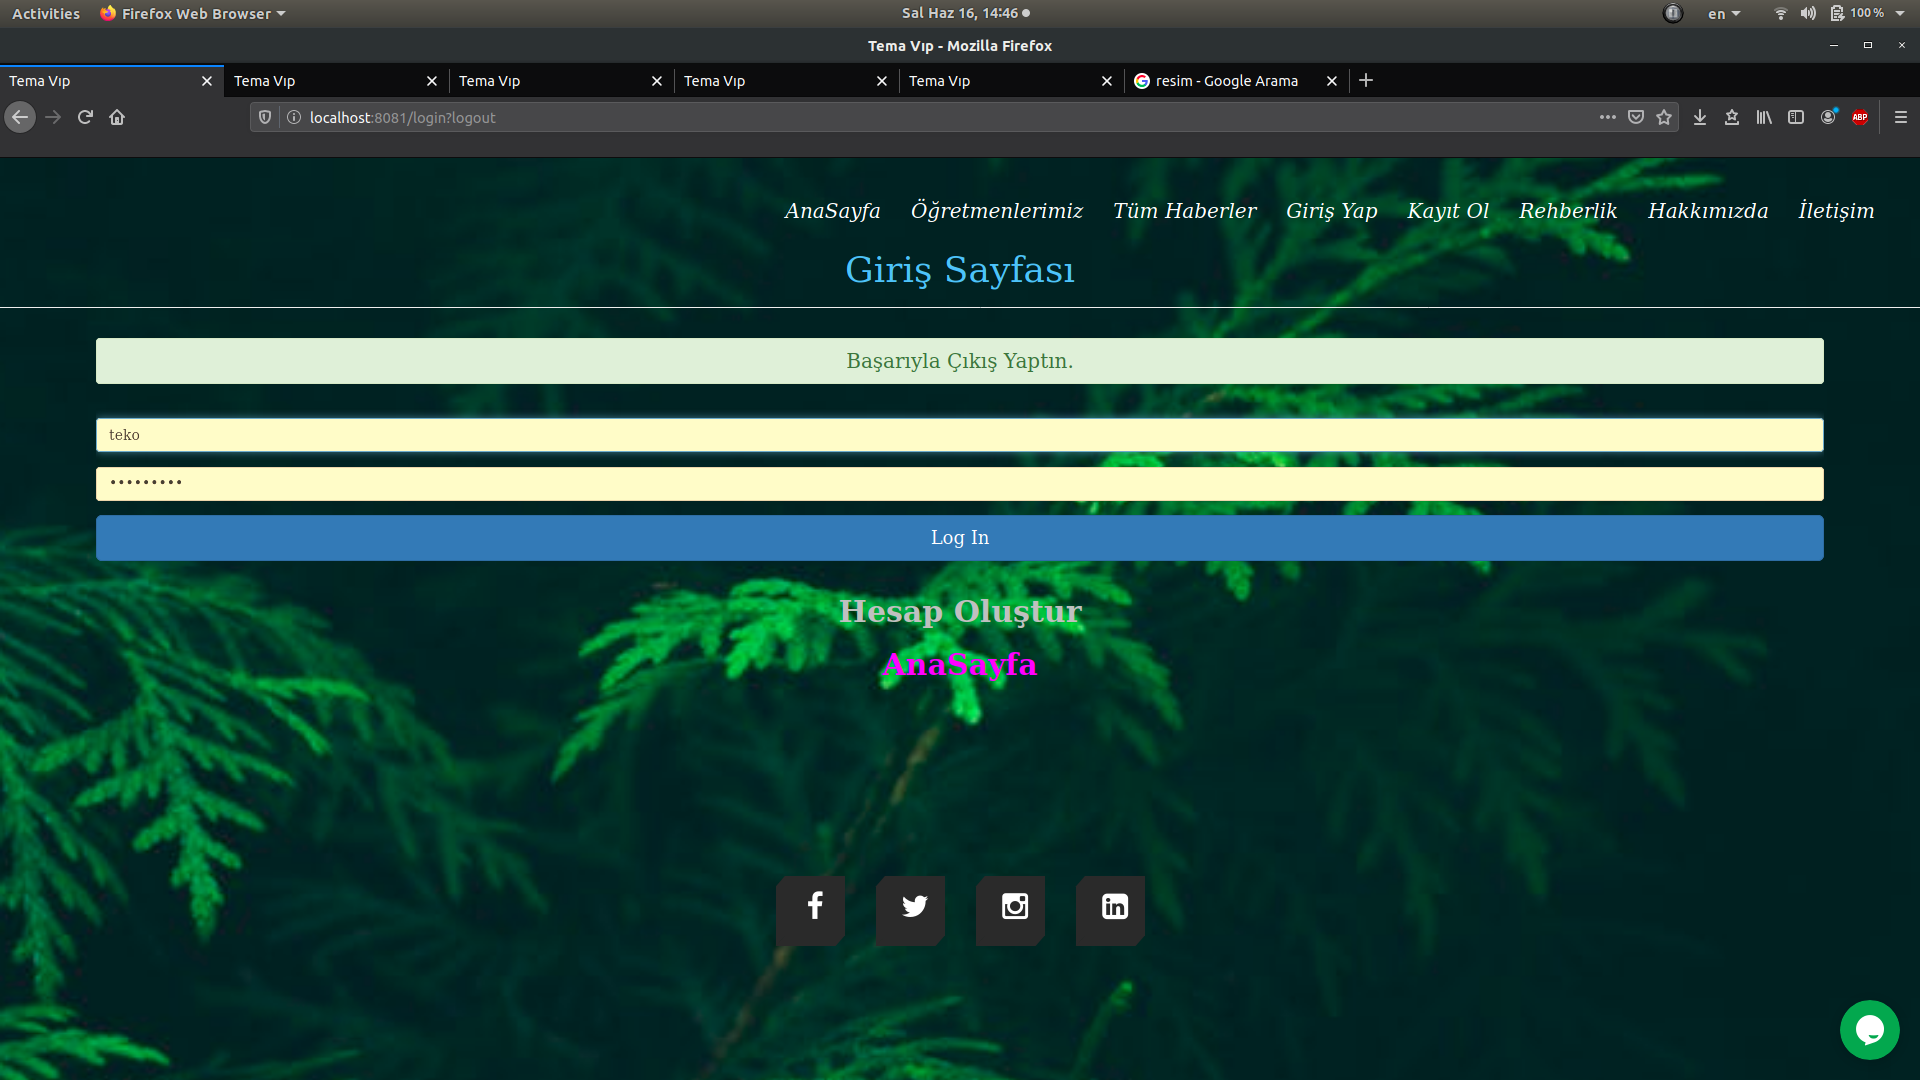 Activities Firefox Web Browser Sal Haz 16, 14:46 en 100 %
Tema Vıp - Mozilla Firefox
Tema Vıp Tema Vıp Tema Vıp Tema Vıp Tema Vıp resim - Google Arama
localhost:8081/login?logout ABP
AnaSayfa Öğretmenlerimiz Tüm Haberler Giriş Yap Kayıt Ol Rehberlik Hakkımızda İletişim
Giriş Sayfası
Başarıyla Çıkış Yaptın.
teko
•••••••••
Log In
Hesap Oluştur
AnaSayfa